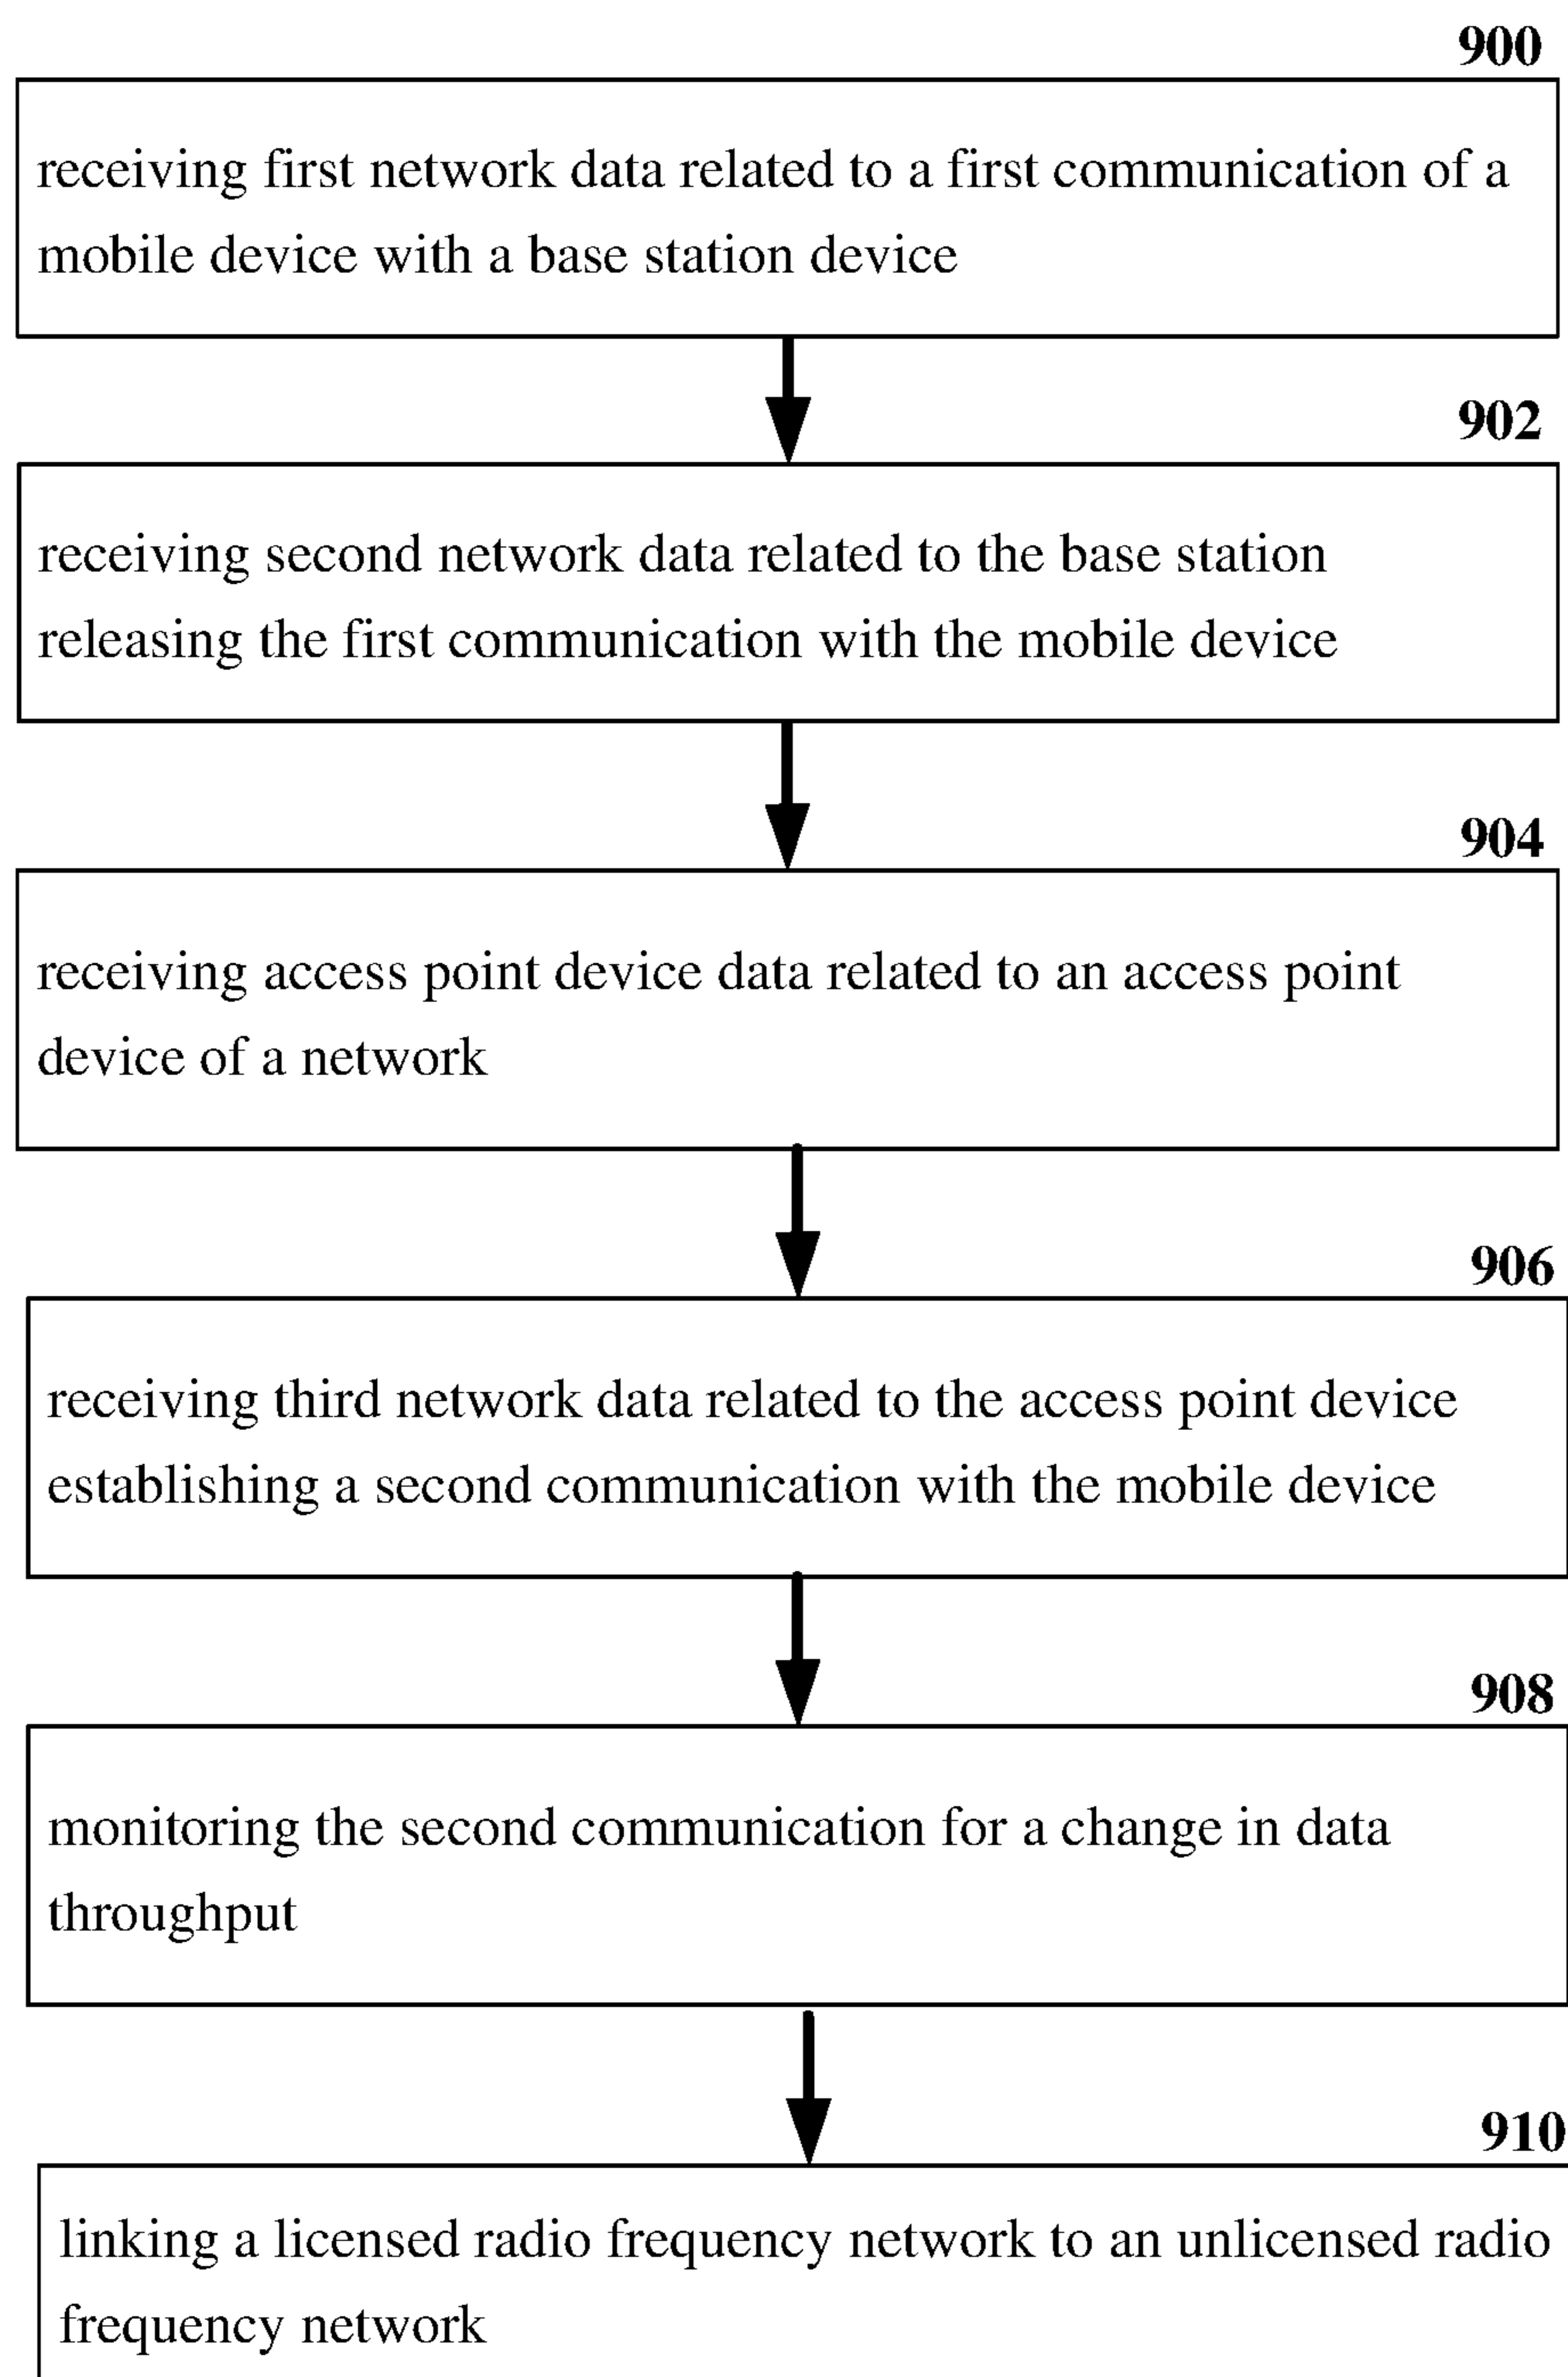 900
receiving first network data related to a first communication of a
mobile device with a base station device
902
receiving second network data related to the base station
releasing the first communication with the mobile device
904
receiving access point device data related to an access point
device of a network
906
receiving third network data related to the access point device
establishing a second communication with the mobile device
908
monitoring the second communication for a change in data
throughput
910
linking a licensed radio frequency network to an unlicensed radio
frequency network